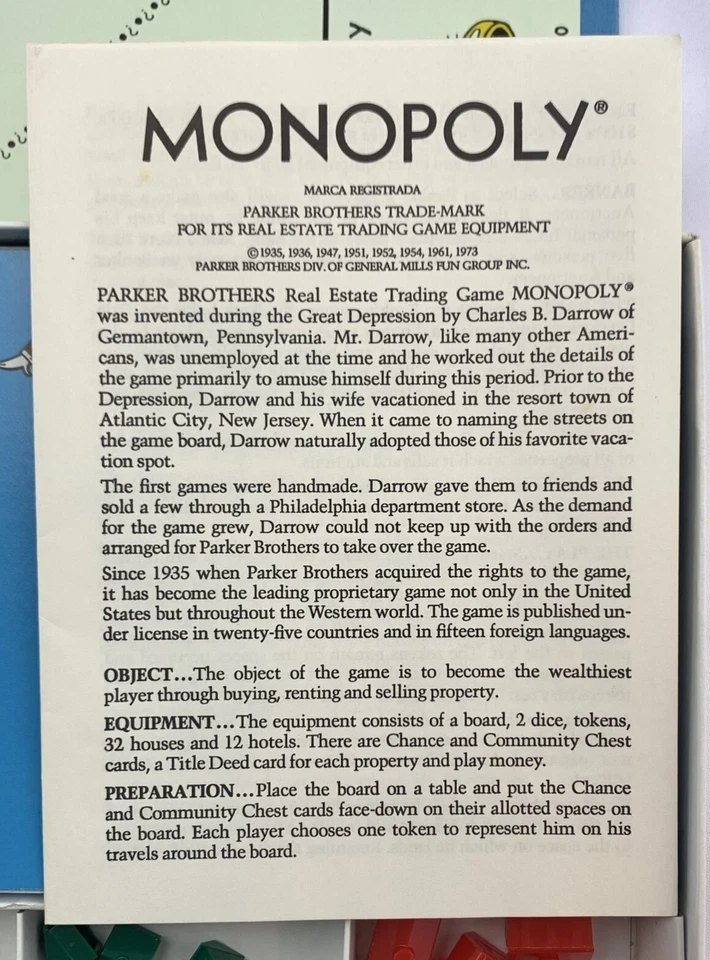 MONOPOLY®
MARCA REGISTRADA
PARKER BROTHERS TRADE-MARK
FOR ITS REAL ESTATE TRADING GAME EQUIPMENT
©1935, 1936, 1947, 1951, 1952, 1954, 1961, 1973
PARKER BROTHERS DIV. OF GENERAL MILLS FUN GROUP INC.
PARKER BROTHERS Real Estate Trading Game MONOPOLY®
was invented during the Great Depression by Charles B. Darrow of
Germantown, Pennsylvania. Mr. Darrow, like many other Ameri-
cans, was unemployed at the time and he worked out the details of
the game primarily to amuse himself during this period. Prior to the
Depression, Darrow and his wife vacationed in the resort town of
Atlantic City, New Jersey. When it came to naming the streets on
the game board, Darrow naturally adopted those of his favorite vaca-
tion spot.
The first games were handmade. Darrow gave them to friends and
sold a few through a Philadelphia department store. As the demand
for the game grew, Darrow could not keep up with the orders and
arranged for Parker Brothers to take over the game.
Since 1935 when Parker Brothers acquired the rights to the game,
it has become the leading proprietary game not only in the United
States but throughout the Western world. The game is published un-
der license in twenty-five countries and in fifteen foreign languages.
OBJECT...The object of the game is to become the wealthiest
player through buying, renting and selling property.
EQUIPMENT...The equipment consists of a board, 2 dice, tokens,
32 houses and 12 hotels. There are Chance and Community Chest
cards, a Title Deed card for each property and play money.
PREPARATION...Place the board on a table and put the Chance
and Community Chest cards face-down on their allotted spaces on
the board. Each player chooses one token to represent him on his
travels around the board.